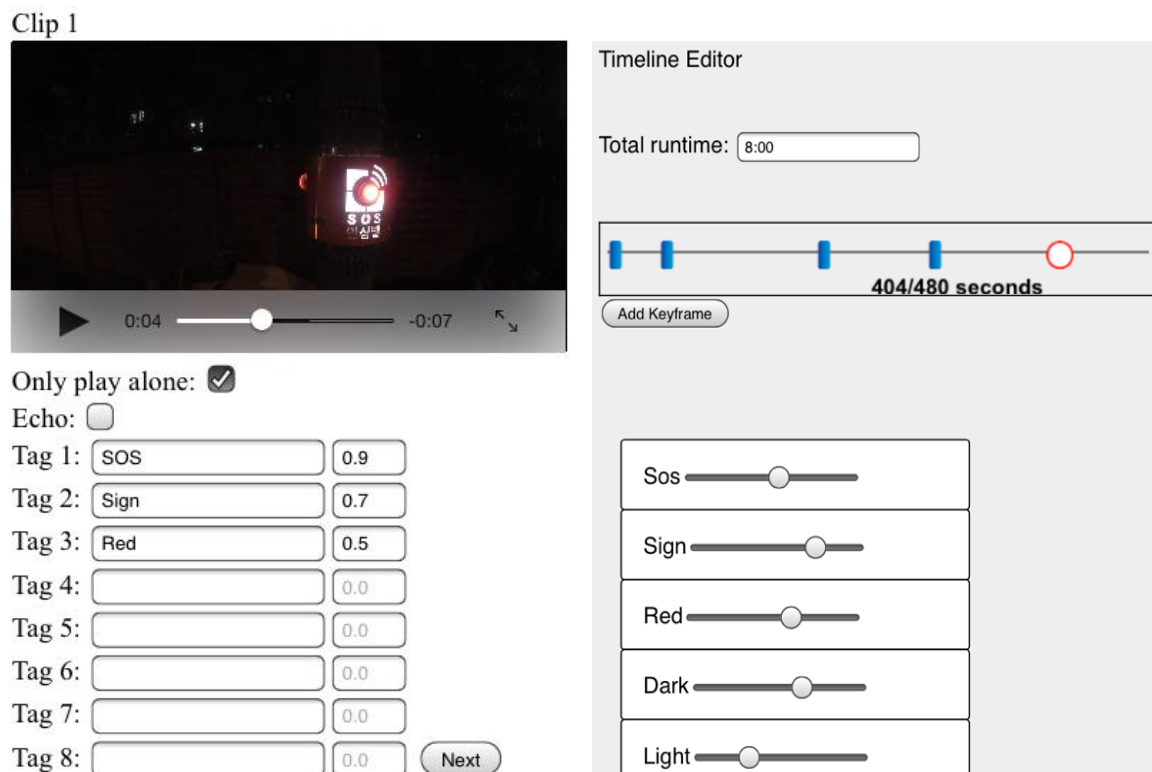 Clip 1
SOS
0:04
-0:07
Only play alone:
Echo:
Tag 1: SOS 0.9
Tag 2: Sign 0.7
Tag 3: Red 0.5
Tag 4: 0.0
Tag 5: 0.0
Tag 6: 0.0
Tag 7: 0.0
Tag 8: 0.0 Next
Timeline Editor
Total runtime: 8:00
404/480 seconds
Add Keyframe
Sos
Sign
Red
Dark
Light